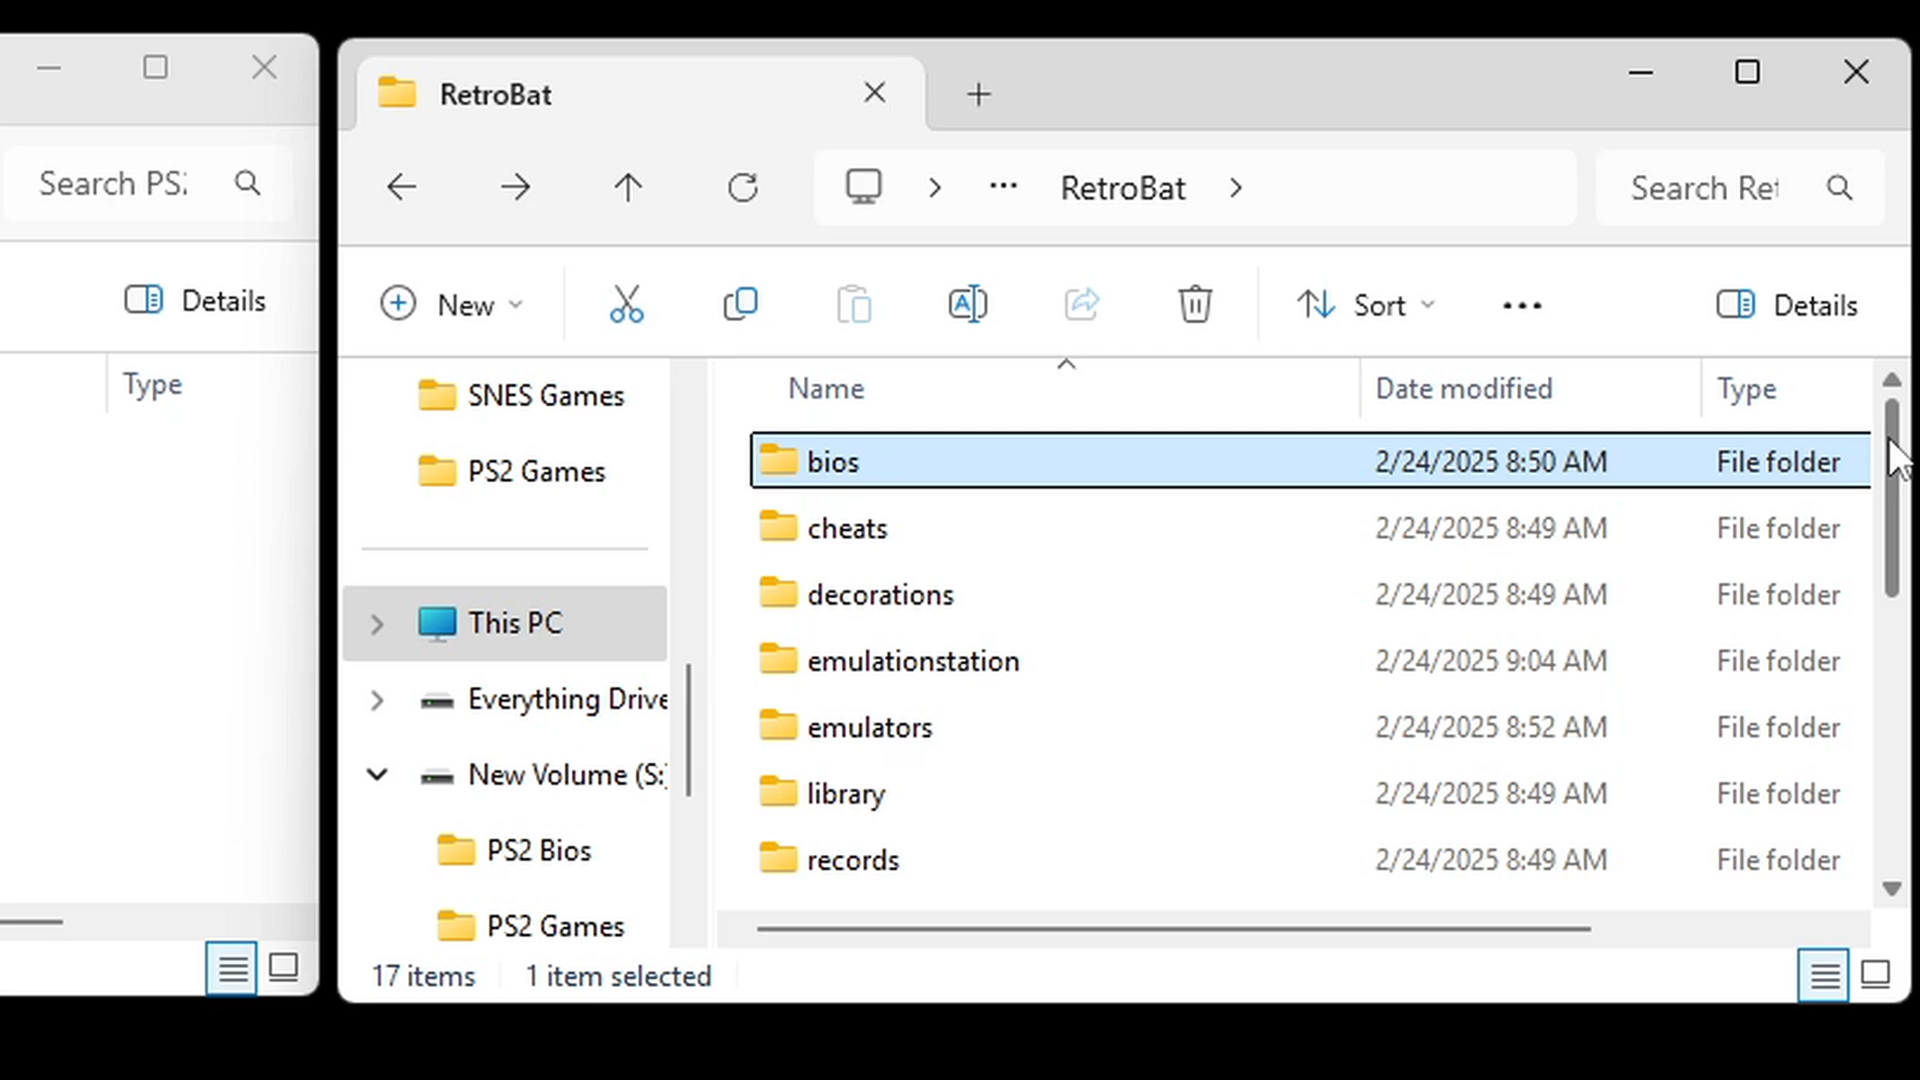 Search PS2
Details
Type
RetroBat
RetroBat
Search Ret
New
Sort
Details
SNES Games
PS2 Games
This PC
Everything Drive
New Volume (S:)
PS2 Bios
PS2 Games
Name
Date modified
Type
bios 2/24/2025 8:50 AM File folder
cheats 2/24/2025 8:49 AM File folder
decorations 2/24/2025 8:49 AM File folder
emulationstation 2/24/2025 9:04 AM File folder
emulators 2/24/2025 8:52 AM File folder
library 2/24/2025 8:49 AM File folder
records 2/24/2025 8:49 AM File folder
17 items
1 item selected